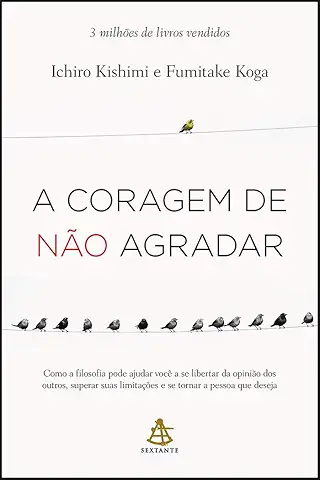 3 milhões de livros vendidos
Ichiro Kishimi e Fumitake Koga
A CORAGEM DE
NÃO AGRADAR
Como a filosofia pode ajudar você a se libertar da opinião dos
outros, superar suas limitações e se tornar a pessoa que deseja
SEXTANTE